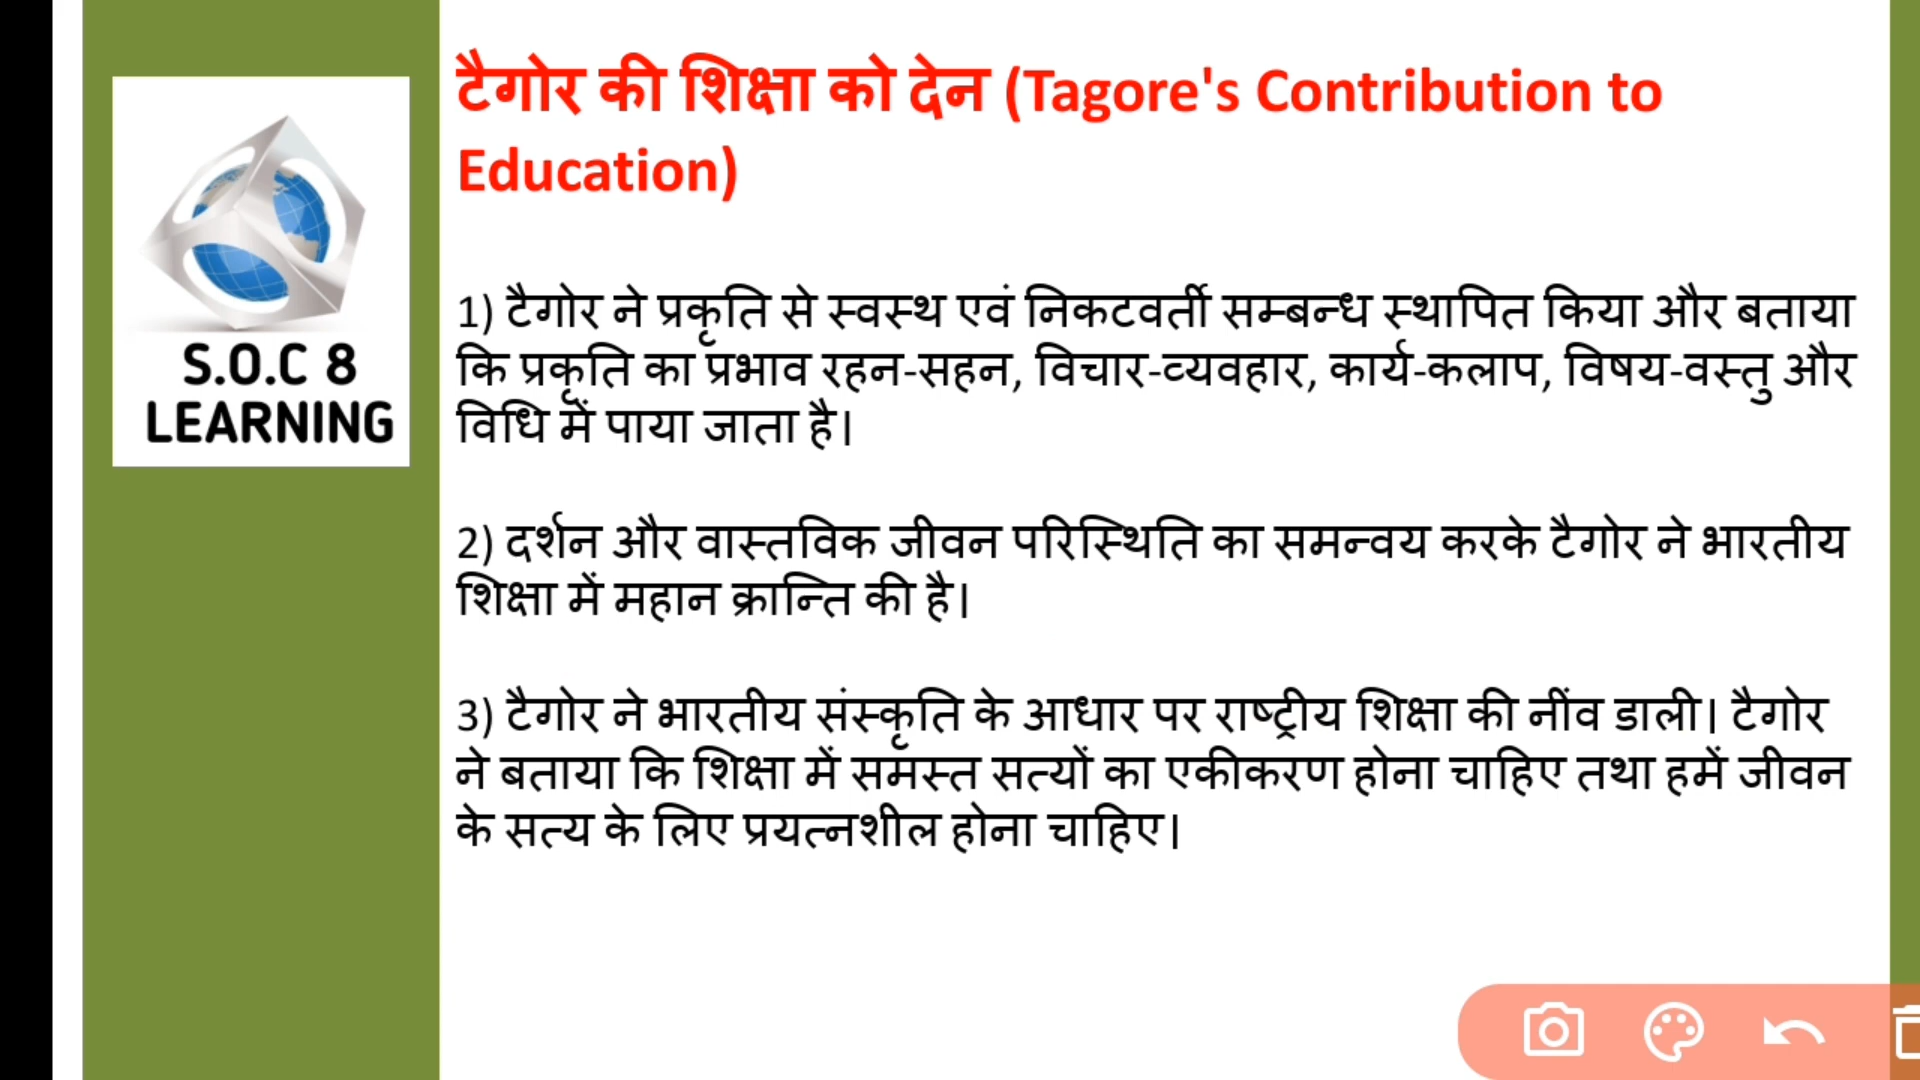 टैगोर की शिक्षा को देन (Tagore's Contribution to
Education)
S.O.C 8
LEARNING
1) टैगोर ने प्रकृति से स्वस्थ एवं निकटवर्ती सम्बन्ध स्थापित किया और बताया
कि प्रकृति का प्रभाव रहन-सहन, विचार-व्यवहार, कार्य-कलाप, विषय-वस्तु और
विधि में पाया जाता है।
2) दर्शन और वास्तविक जीवन परिस्थिति का समन्वय करके टैगोर ने भारतीय
शिक्षा में महान क्रान्ति की है।
3) टैगोर ने भारतीय संस्कृति के आधार पर राष्ट्रीय शिक्षा की नींव डाली। टैगोर
ने बताया कि शिक्षा में समस्त सत्यों का एकीकरण होना चाहिए तथा हमें जीवन
के सत्य के लिए प्रयत्नशील होना चाहिए।